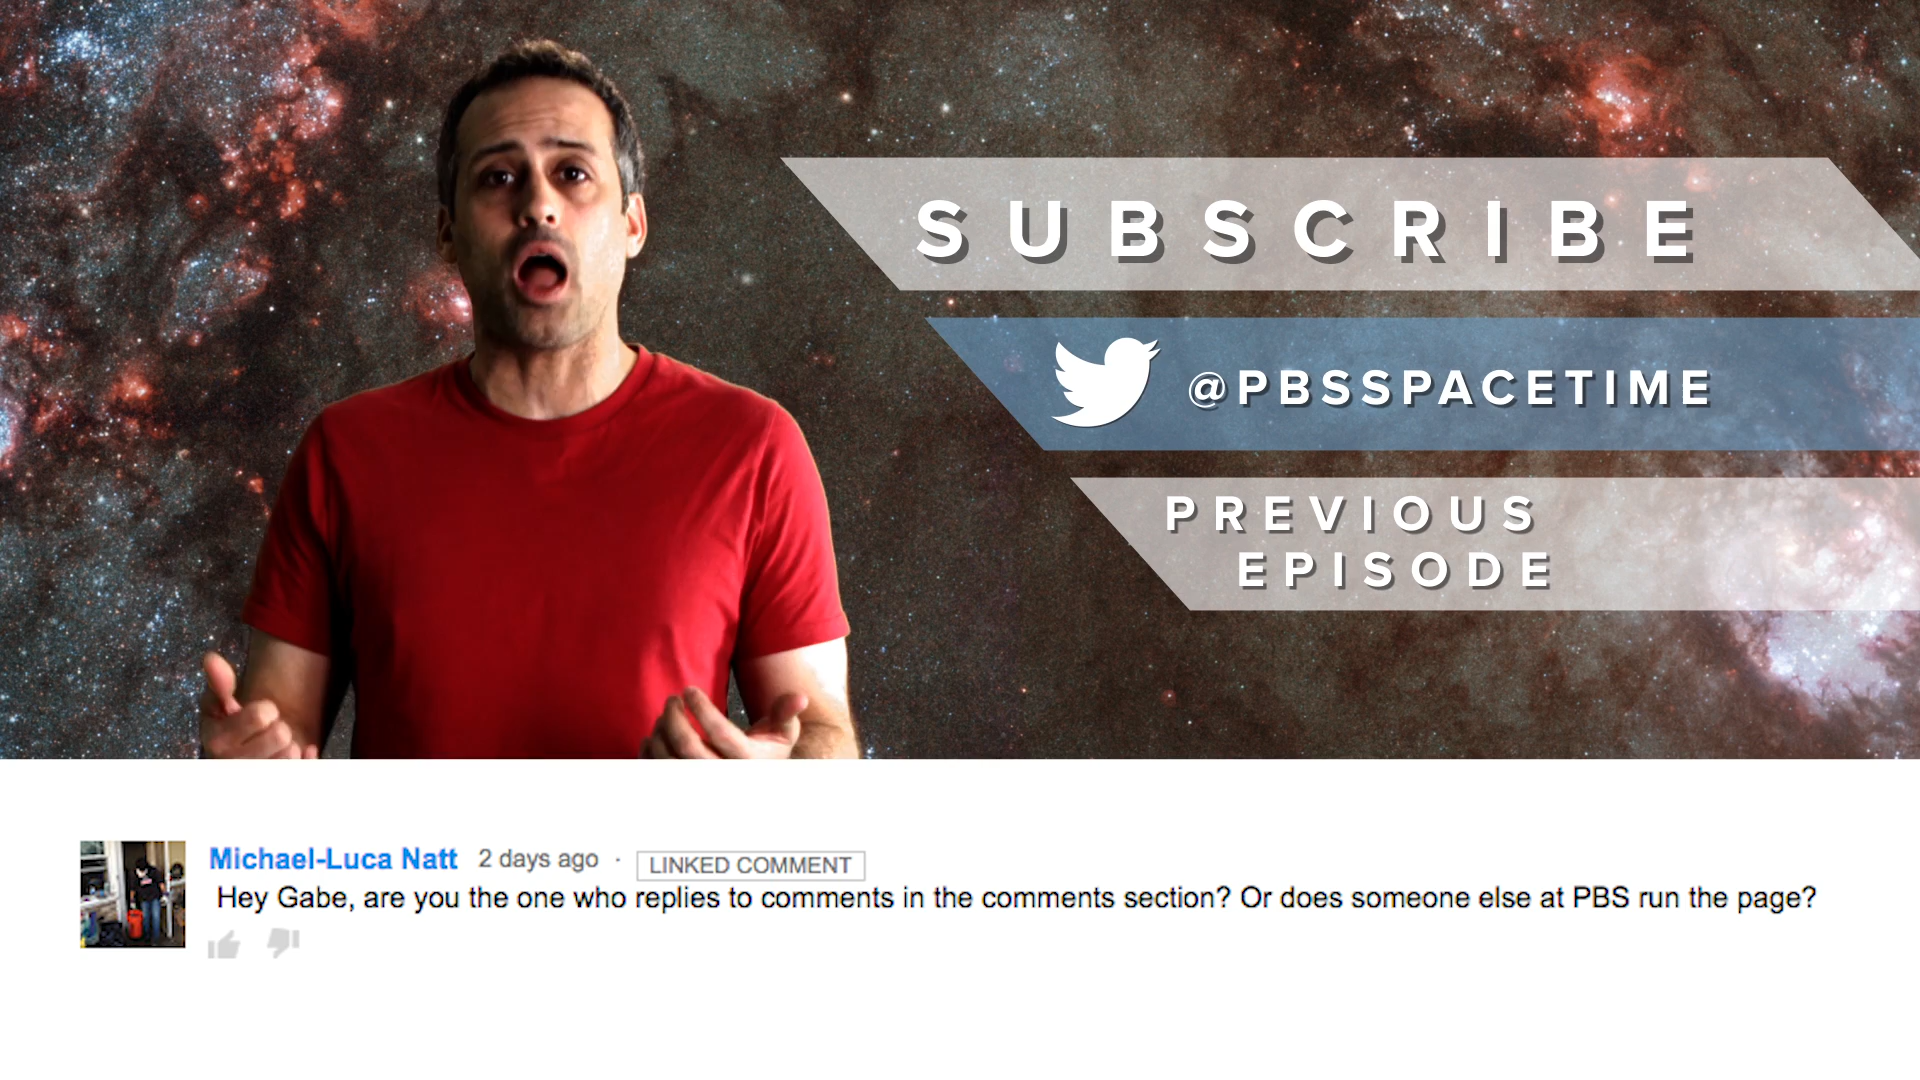 SUBSCRIBE
@PBSSPACETIME
PREVIOUS
EPISODE
Michael-Luca Natt 2 days ago · LINKED COMMENT
Hey Gabe, are you the one who replies to comments in the comments section? Or does someone else at PBS run the page?